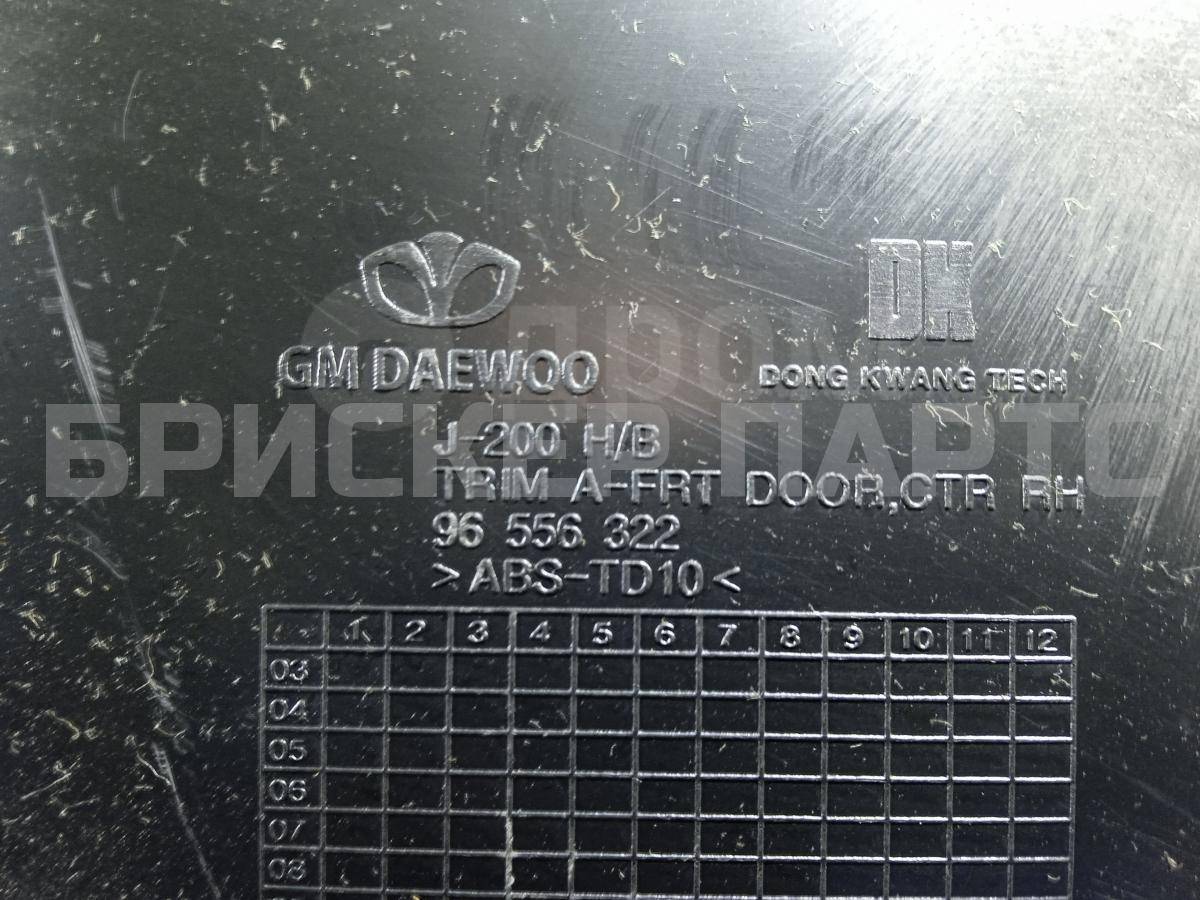 DH
GM DAEWOO
DONG KWANG TECH
БРИСКЕР ПАРТС
J-200 H/B
TRIM A-FRT DOOR,CTR RH
96 556 322
>ABS-TD10<
1 2 3 4 5 6 7 8 9 10 11 12
03
04
05
06
07
08